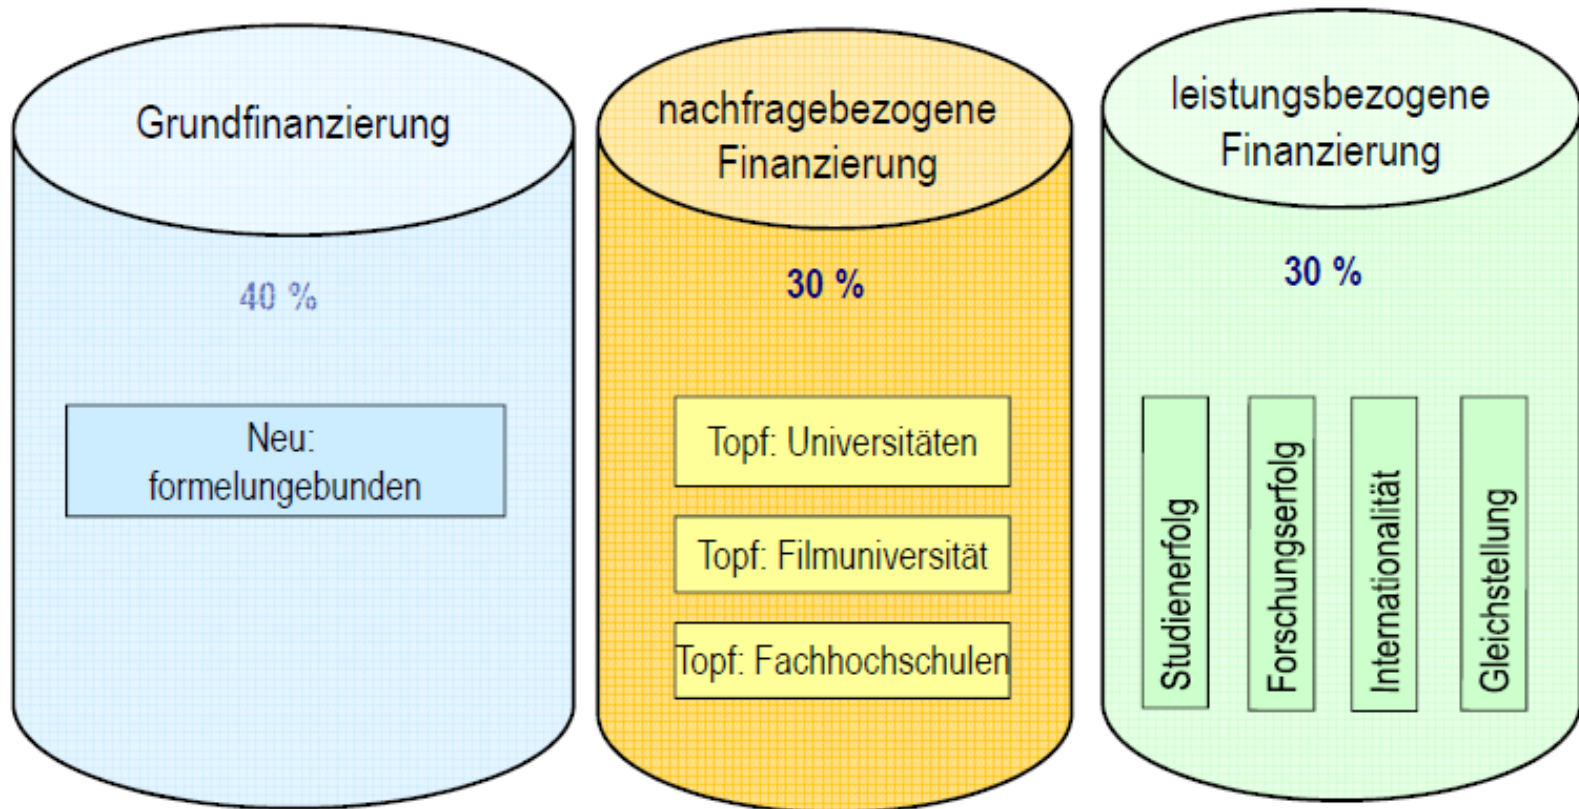 Grundfinanzierung
40 %
Neu:
formelungebunden
nachfragebezogene
Finanzierung
30 %
Topf: Universitäten
Topf: Filmuniversität
Topf: Fachhochschulen
leistungsbezogene
Finanzierung
30 %
Studienerfolg
Forschungserfolg
Internationalität
Gleichstellung